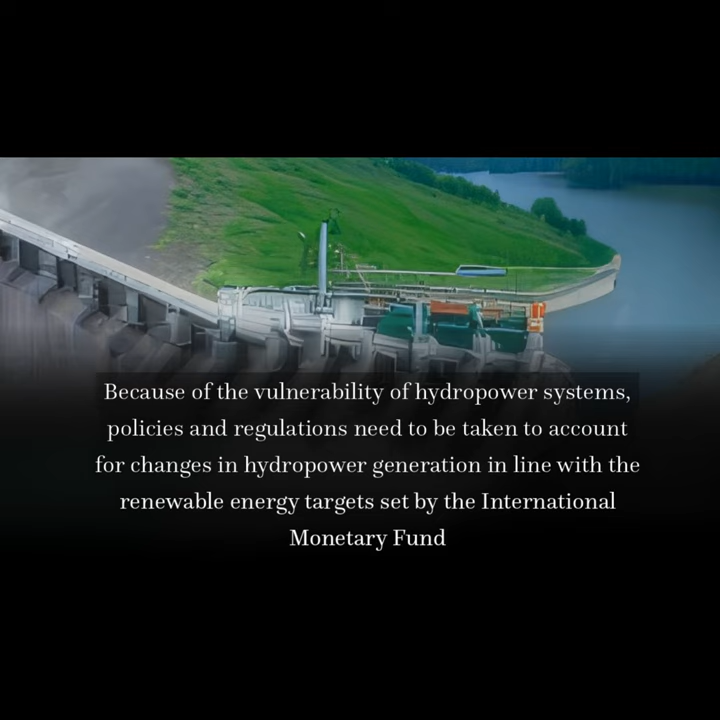 Because of the vulnerability of hydropower systems,
policies and regulations need to be taken to account
for changes in hydropower generation in line with the
renewable energy targets set by the International
Monetary Fund